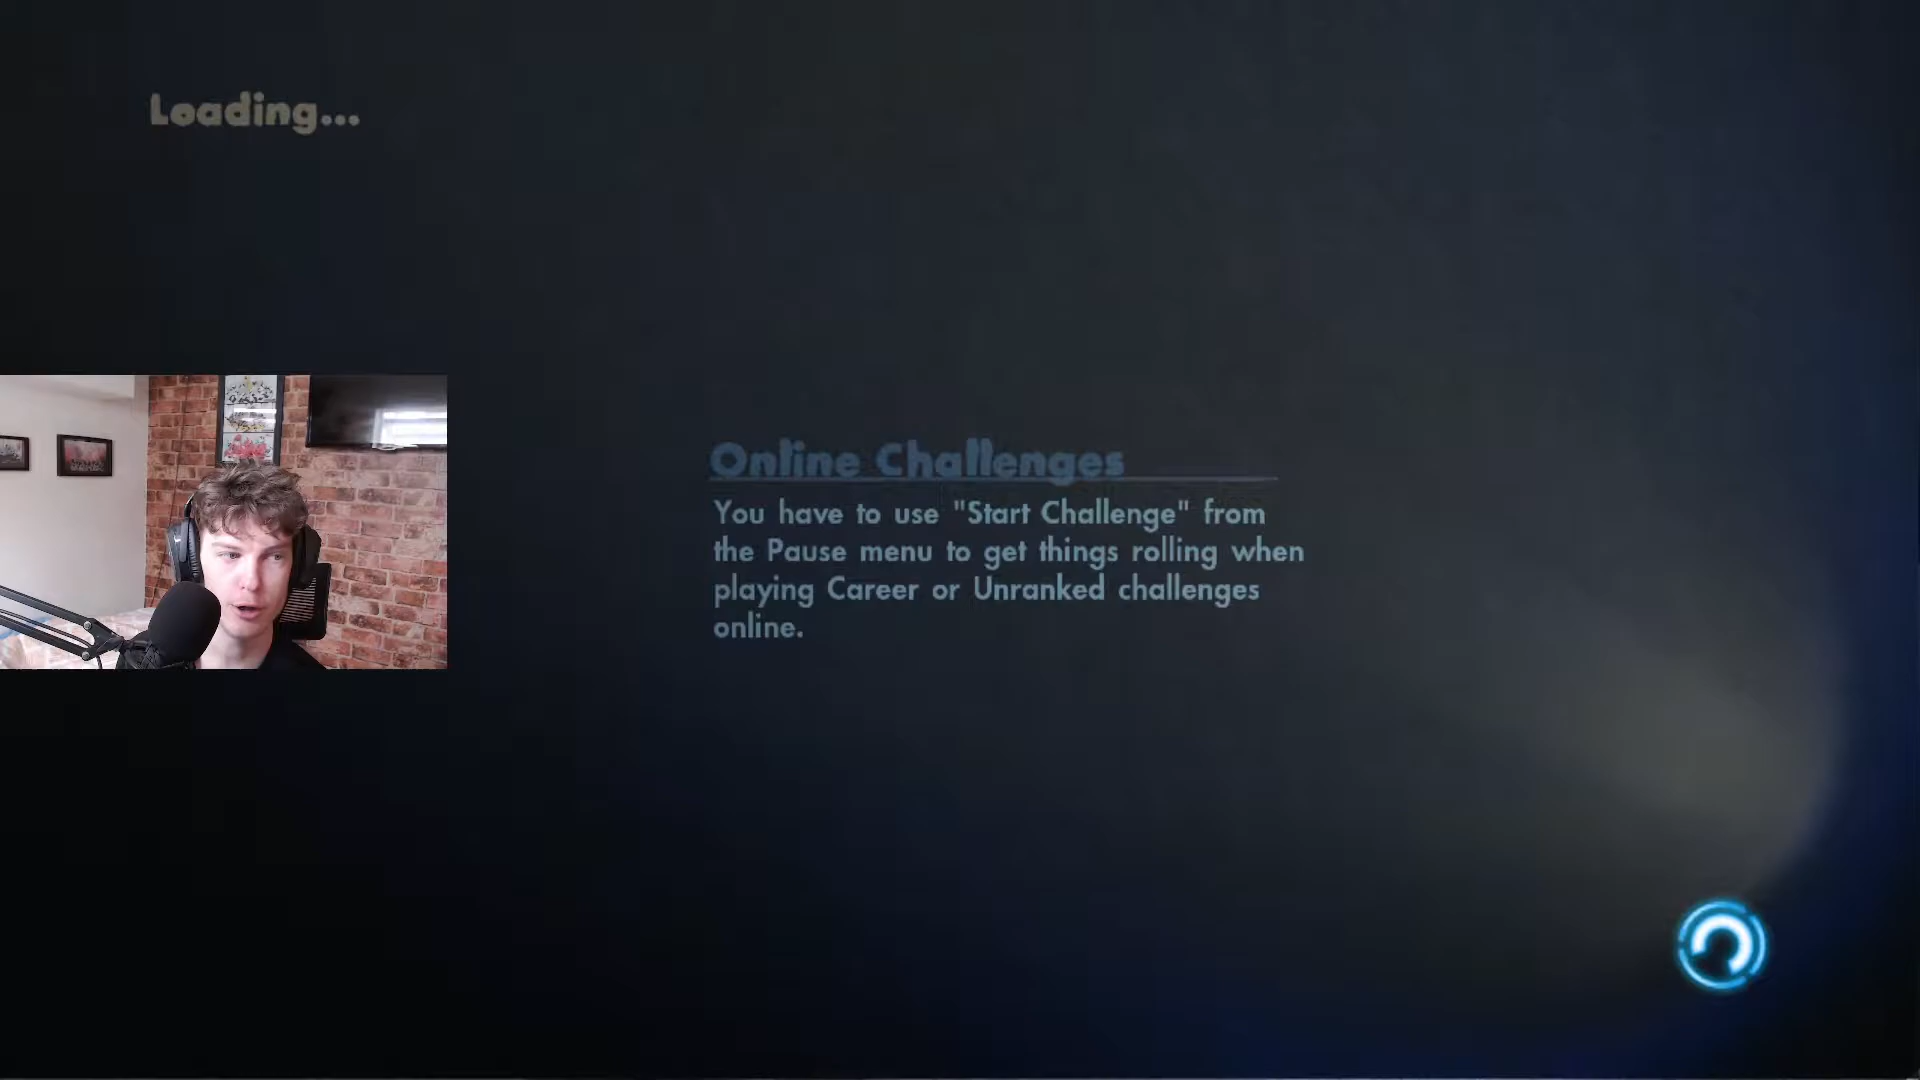 Loading...
Online Challenges
You have to use "Start Challenge" from
the Pause menu to get things rolling when
playing Career or Unranked challenges
online.